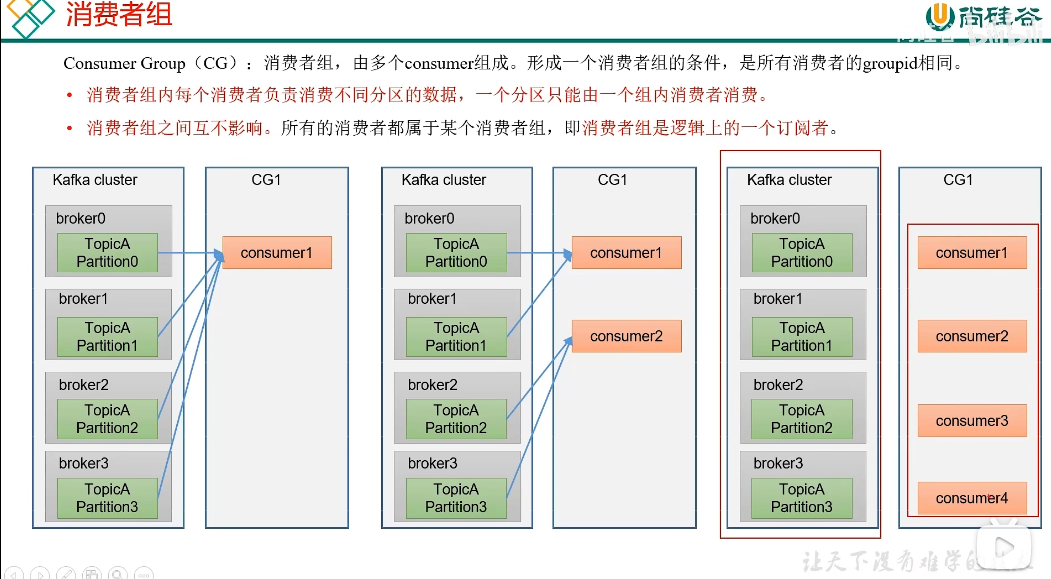 消费者组
尚硅谷
Consumer Group（CG）：消费者组，由多个consumer组成。形成一个消费者组的条件，是所有消费者的groupid相同。
• 消费者组内每个消费者负责消费不同分区的数据，一个分区只能由一个组内消费者消费。
• 消费者组之间互不影响。所有的消费者都属于某个消费者组，即消费者组是逻辑上的一个订阅者。
Kafka cluster
broker0
TopicA
Partition0
broker1
TopicA
Partition1
broker2
TopicA
Partition2
broker3
TopicA
Partition3
CG1
consumer1
Kafka cluster
broker0
TopicA
Partition0
broker1
TopicA
Partition1
broker2
TopicA
Partition2
broker3
TopicA
Partition3
CG1
consumer1
consumer2
Kafka cluster
broker0
TopicA
Partition0
broker1
TopicA
Partition1
broker2
TopicA
Partition2
broker3
TopicA
Partition3
CG1
consumer1
consumer2
consumer3
consumer4
让天下没有难学的